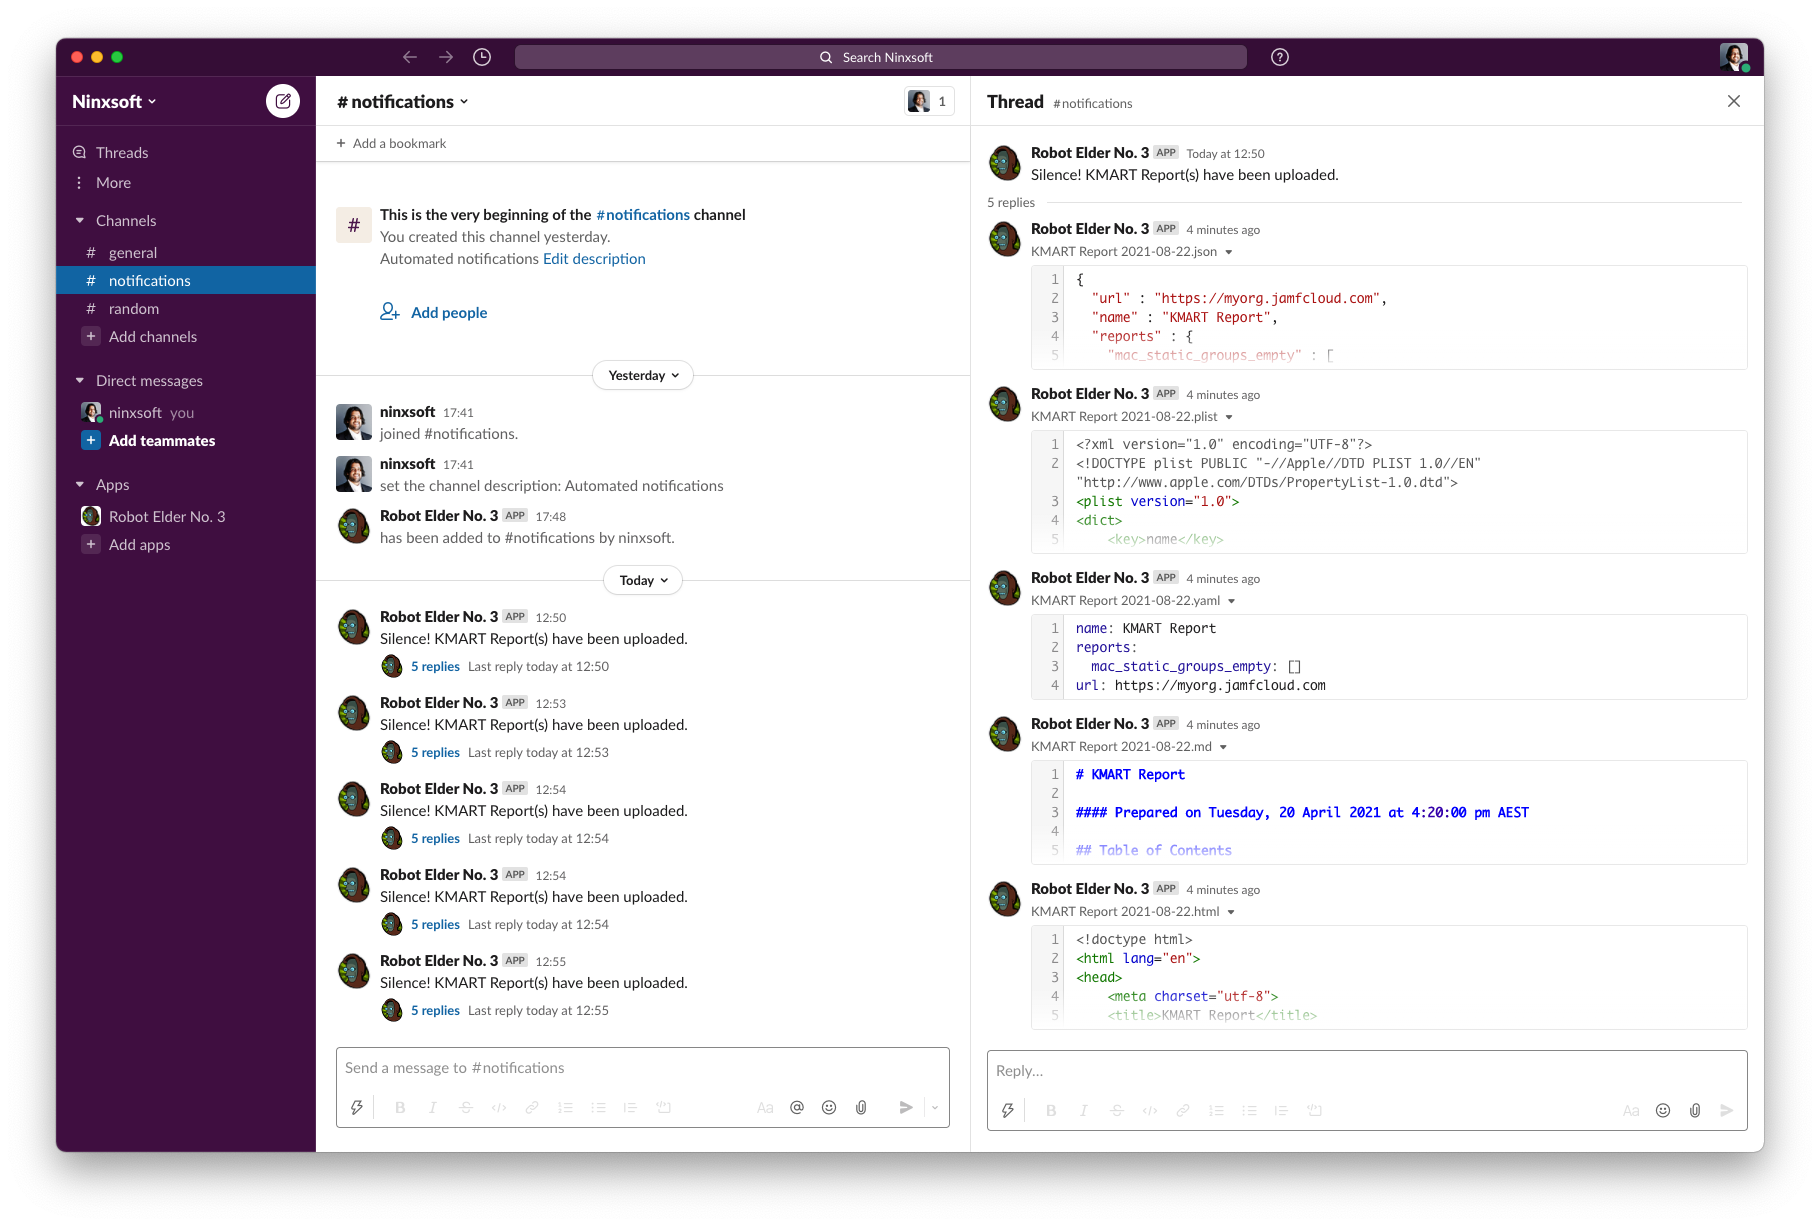 Search Ninxsoft
Ninxsoft
Threads
More
Channels
# general
# notifications
# random
+ Add channels
Direct messages
ninxsoft you
+ Add teammates
Apps
Robot Elder No. 3
+ Add apps
# notifications
1
+ Add a bookmark
# This is the very beginning of the #notifications channel
You created this channel yesterday.
Automated notifications Edit description
Add people
Yesterday
ninxsoft 17:41
joined #notifications.
ninxsoft 17:41
set the channel description: Automated notifications
Robot Elder No. 3 APP 17:48
has been added to #notifications by ninxsoft.
Today
Robot Elder No. 3 APP 12:50
Silence! KMART Report(s) have been uploaded.
5 replies Last reply today at 12:50
Robot Elder No. 3 APP 12:53
Silence! KMART Report(s) have been uploaded.
5 replies Last reply today at 12:53
Robot Elder No. 3 APP 12:54
Silence! KMART Report(s) have been uploaded.
5 replies Last reply today at 12:54
Robot Elder No. 3 APP 12:54
Silence! KMART Report(s) have been uploaded.
5 replies Last reply today at 12:54
Robot Elder No. 3 APP 12:55
Silence! KMART Report(s) have been uploaded.
5 replies Last reply today at 12:55
Send a message to #notifications
B I S </> Aa @
Thread #notifications
Robot Elder No. 3 APP Today at 12:50
Silence! KMART Report(s) have been uploaded.
5 replies
Robot Elder No. 3 APP 4 minutes ago
KMART Report 2021-08-22.json
1 {
2 "url" : "https://myorg.jamfcloud.com",
3 "name" : "KMART Report",
4 "reports" : {
5 "mac_static_groups_empty" : [
Robot Elder No. 3 APP 4 minutes ago
KMART Report 2021-08-22.plist
1 <?xml version="1.0" encoding="UTF-8"?>
2 <!DOCTYPE plist PUBLIC "-//Apple//DTD PLIST 1.0//EN"
"http://www.apple.com/DTDs/PropertyList-1.0.dtd">
3 <plist version="1.0">
4 <dict>
5 <key>name</key>
Robot Elder No. 3 APP 4 minutes ago
KMART Report 2021-08-22.yaml
1 name: KMART Report
2 reports:
3 mac_static_groups_empty: []
4 url: https://myorg.jamfcloud.com
Robot Elder No. 3 APP 4 minutes ago
KMART Report 2021-08-22.md
1 # KMART Report
2
3 #### Prepared on Tuesday, 20 April 2021 at 4:20:00 pm AEST
4
5 ## Table of Contents
Robot Elder No. 3 APP 4 minutes ago
KMART Report 2021-08-22.html
1 <!doctype html>
2 <html lang="en">
3 <head>
4 <meta charset="utf-8">
5 <title>KMART Report</title>
Reply...
B I S </> Aa